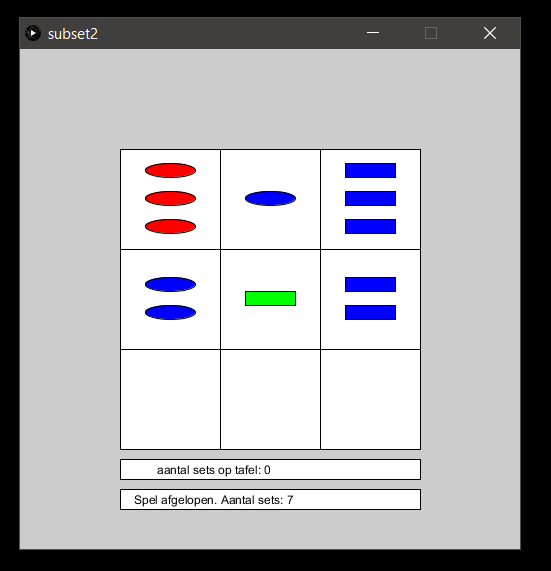 subset2
aantal sets op tafel: 0
Spel afgelopen. Aantal sets: 7